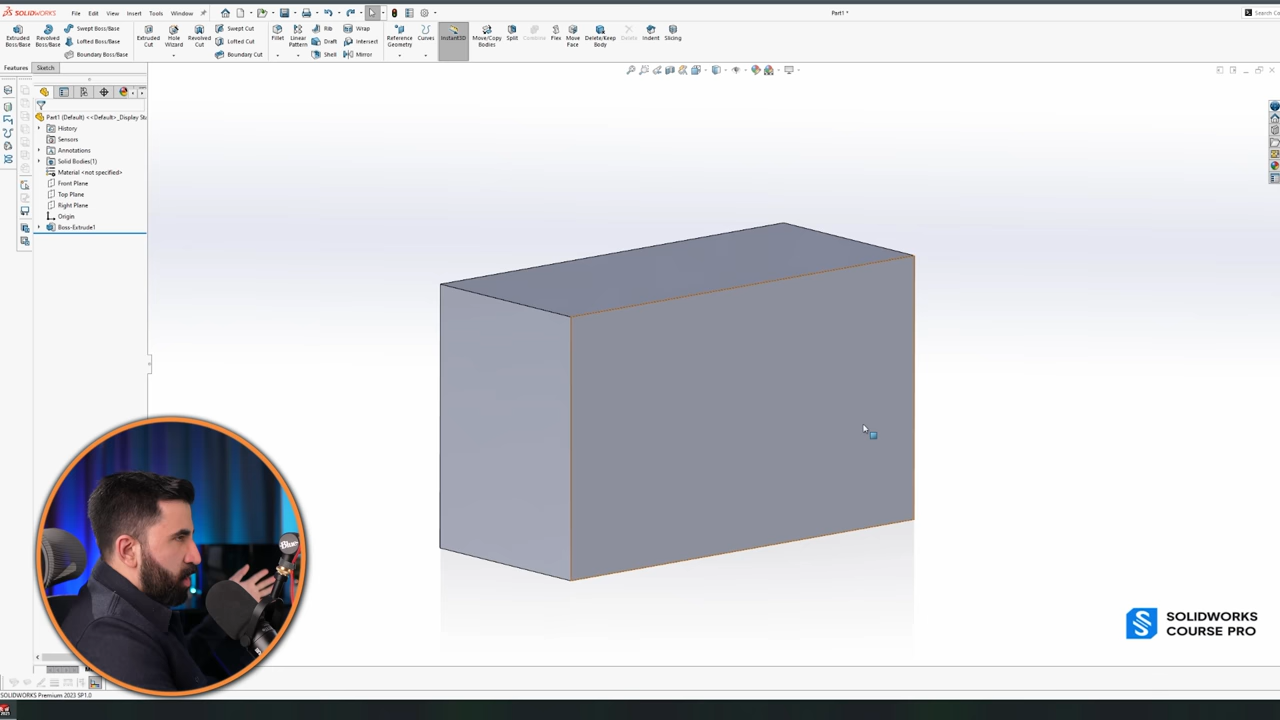 SOLIDWORKS
File Edit View Insert Tools Window
Part1 *
Search Co
Extruded Boss/Base
Revolved Boss/Base
Swept Boss/Base
Lofted Boss/Base
Boundary Boss/Base
Extruded Cut
Hole Wizard
Revolved Cut
Swept Cut
Lofted Cut
Boundary Cut
Fillet
Linear Pattern
Rib
Draft
Shell
Wrap
Intersect
Mirror
Reference Geometry
Curves
Instant3D
Move/Copy Bodies
Split
Combine
Flex
Move Face
Delete/Keep Body
Delete
Indent
Slicing
Features Sketch
Part1 (Default) <<Default>_Display St
History
Sensors
Annotations
Solid Bodies(1)
Material <not specified>
Front Plane
Top Plane
Right Plane
Origin
Boss-Extrude1
Blue
SOLIDWORKS
COURSE PRO
SOLIDWORKS Premium 2023 SP1.0